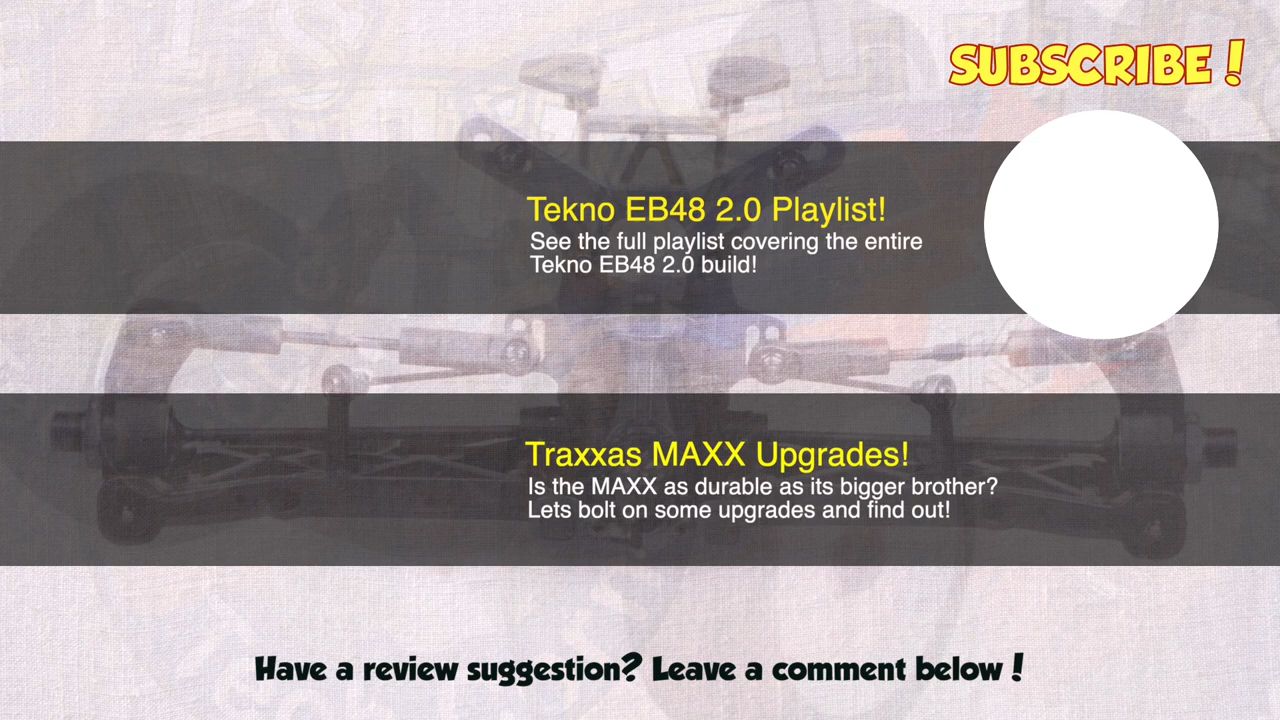 SUBSCRIBE!
Tekno EB48 2.0 Playlist!
See the full playlist covering the entire
Tekno EB48 2.0 build!
Traxxas MAXX Upgrades!
Is the MAXX as durable as its bigger brother?
Lets bolt on some upgrades and find out!
Have a review suggestion? Leave a comment below!